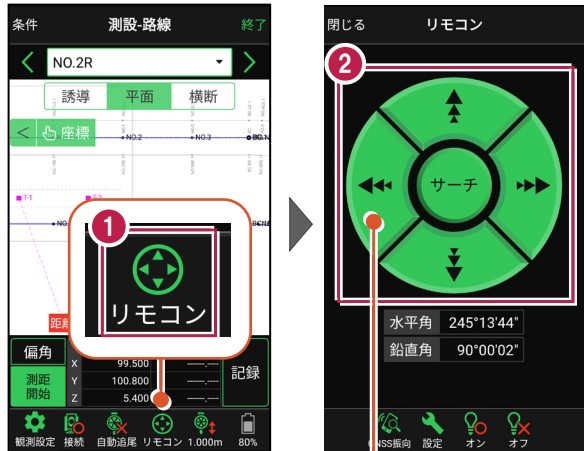 条件 測設-路線 終了
NO.2R
誘導 平面 横断
< 座標
NO.2 NO.3
T-1 T-2
1
リモコン
偏角
測距
開始
X 99.500
Y 100.800
Z 5.400
記録
観測設定 接続 自動追尾 リモコン 1.000m 80%
閉じる リモコン
2
サーチ
水平角 245°13'44"
鉛直角 90°00'02"
GNSS振向 設定 オン オフ